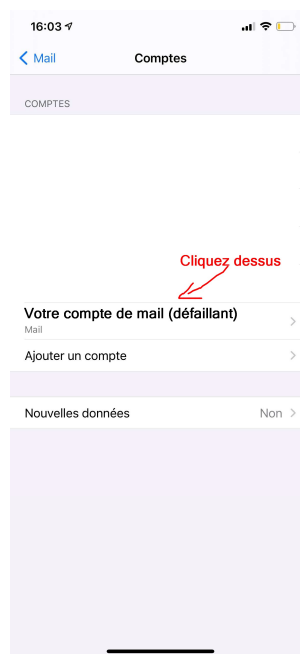 16:03
Mail
Comptes
COMPTES
Cliquez dessus
Votre compte de mail (défaillant)
Mail
Ajouter un compte
Nouvelles données
Non